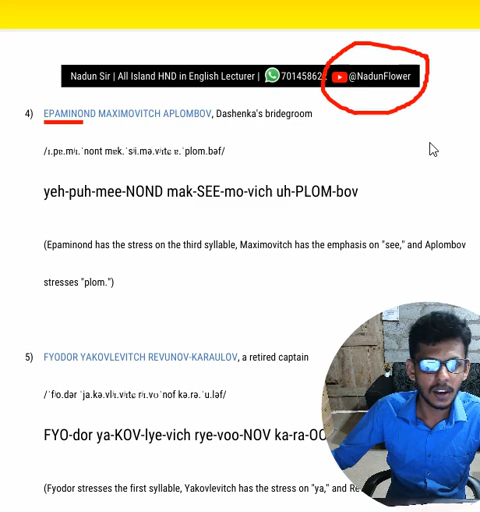 Nadun Sir | All Island HND in English Lecturer | 70145862 @NadunFlower
4) EPAMINOND MAXIMOVITCH APLOMBOV, Dashenka's bridegroom
yeh-puh-mee-NOND mak-SEE-mo-vich uh-PLOM-bov
(Epaminond has the stress on the third syllable, Maximovitch has the emphasis on "see," and Aplombov
stresses "plom.")
5) FYODOR YAKOVLEVITCH REVUNOV-KARAULOV, a retired captain
FYO-dor ya-KOV-lye-vich rye-voo-NOV ka-ra-OO
(Fyodor stresses the first syllable, Yakovlevitch has the stress on "ya," and Re